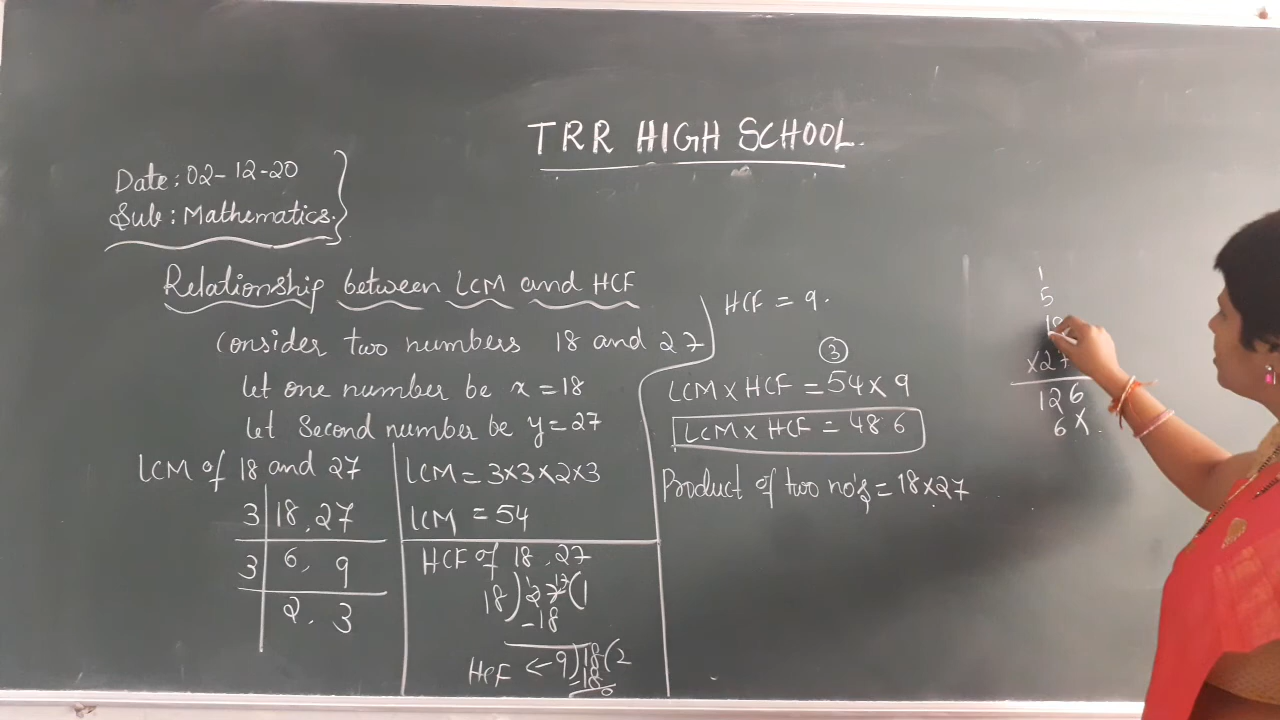 TRR HIGH SCHOOL.
Date: 02-12-20
Sub: Mathematics.
Relationship between LCM and HCF
Consider two numbers 18 and 27
let one number be x = 18
let Second number be y = 27
LCM of 18 and 27
3 | 18, 27
3 | 6, 9
2, 3
LCM = 3×3×2×3
LCM = 54
HCF of 18, 27
18) 27 (1
-18
HCF ← 9) 18 (2
-18
0
HCF = 9.
3
LCM × HCF = 54 × 9
LCM × HCF = 486
Product of two no's = 18×27
1
5
18
×27
126
6×